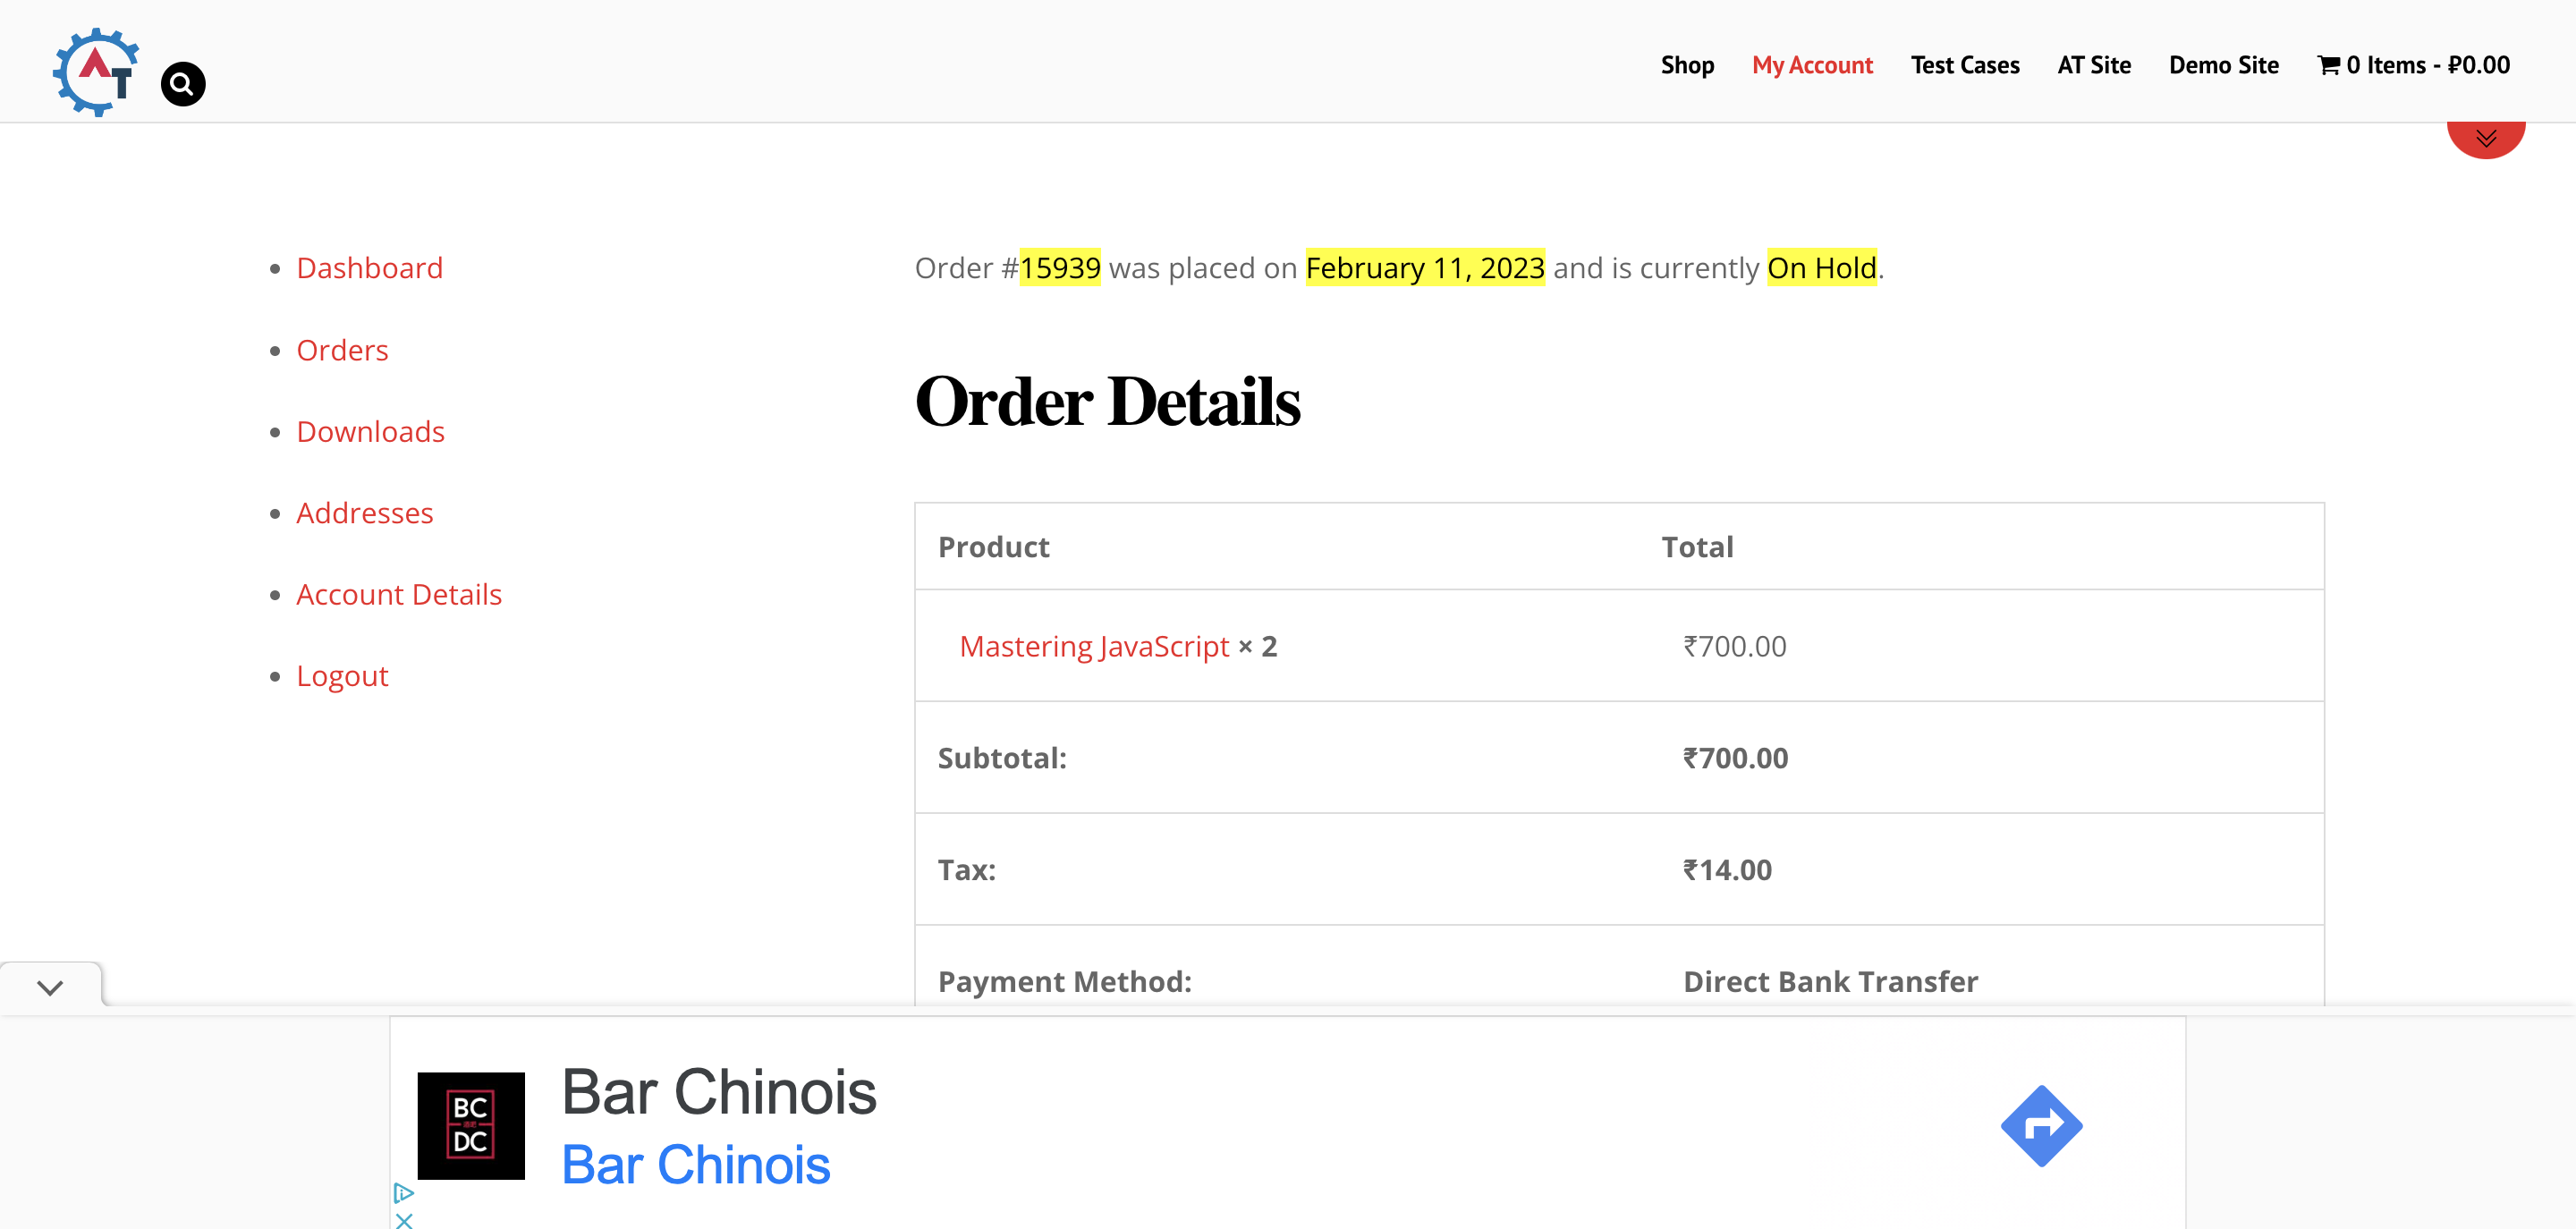 AT
Shop My Account Test Cases AT Site Demo Site 0 Items - ₽0.00
Dashboard
Orders
Downloads
Addresses
Account Details
Logout
Order #15939 was placed on February 11, 2023 and is currently On Hold.
Order Details
Product Total
Mastering JavaScript × 2 ₹700.00
Subtotal: ₹700.00
Tax: ₹14.00
Payment Method: Direct Bank Transfer
BC
DC
Bar Chinois
Bar Chinois